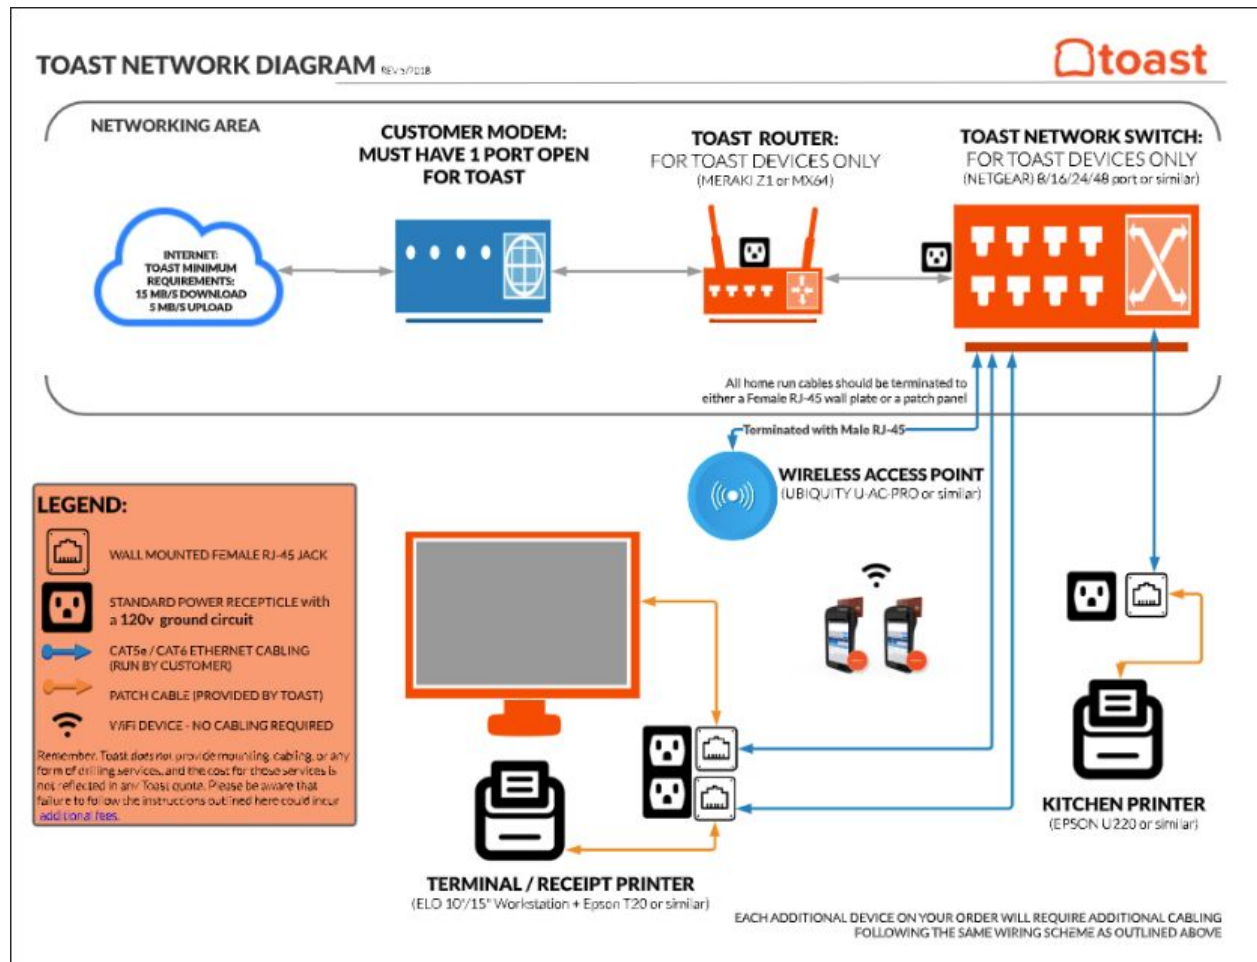 TOAST NETWORK DIAGRAM REV 5/2018
toast
NETWORKING AREA
CUSTOMER MODEM:
MUST HAVE 1 PORT OPEN
FOR TOAST
TOAST ROUTER:
FOR TOAST DEVICES ONLY
(MERAKI Z1 or MX64)
TOAST NETWORK SWITCH:
FOR TOAST DEVICES ONLY
(NETGEAR) 8/16/24/48 port or similar)
INTERNET:
TOAST MINIMUM
REQUIREMENTS:
15 MB/S DOWNLOAD
5 MB/S UPLOAD
All home run cables should be terminated to
either a Female RJ-45 wall plate or a patch panel
Terminated with Male RJ-45
WIRELESS ACCESS POINT
(UBIQUITY U-AC-PRO or similar)
LEGEND:
WALL MOUNTED FEMALE RJ-45 JACK
STANDARD POWER RECEPTICLE with
a 120v ground circuit
CAT5e / CAT6 ETHERNET CABLING
(RUN BY CUSTOMER)
PATCH CABLE (PROVIDED BY TOAST)
WiFi DEVICE - NO CABLING REQUIRED
Remember, Toast does not provide mounting, cabling, or any
form of drilling services, and the cost for those services is
not reflected in any Toast quote. Please be aware that
failure to follow the instructions outlined here could incur
additional fees.
TERMINAL / RECEIPT PRINTER
(ELO 10"/15" Workstation + Epson T20 or similar)
KITCHEN PRINTER
(EPSON U220 or similar)
EACH ADDITIONAL DEVICE ON YOUR ORDER WILL REQUIRE ADDITIONAL CABLING
FOLLOWING THE SAME WIRING SCHEME AS OUTLINED ABOVE